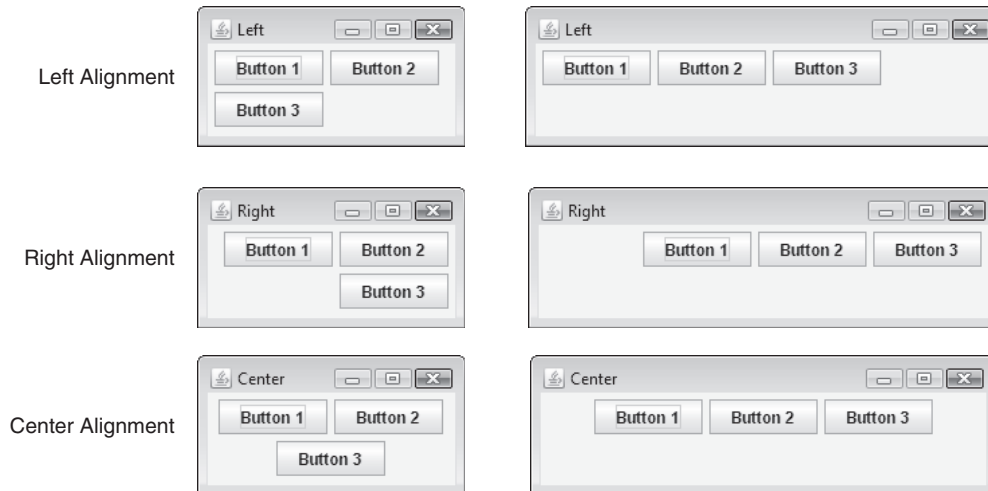 Left
Left
Left Alignment
Button 1 Button 2
Button 1 Button 2 Button 3
Button 3
Right
Right
Right Alignment
Button 1 Button 2
Button 1 Button 2 Button 3
Button 3
Center
Center
Center Alignment
Button 1 Button 2
Button 1 Button 2 Button 3
Button 3